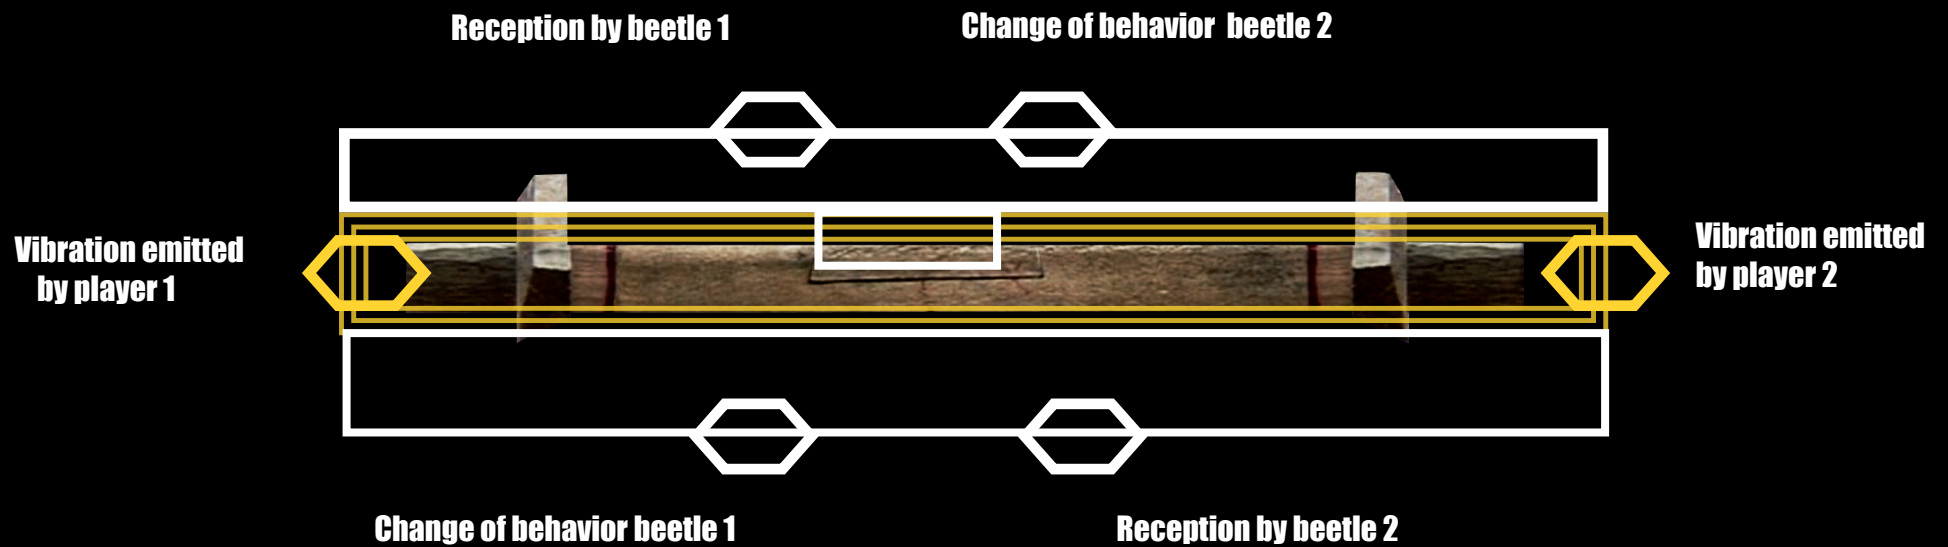 Reception by beetle 1
Change of behavior beetle 2
Vibration emitted
by player 1
Vibration emitted
by player 2
Change of behavior beetle 1
Reception by beetle 2